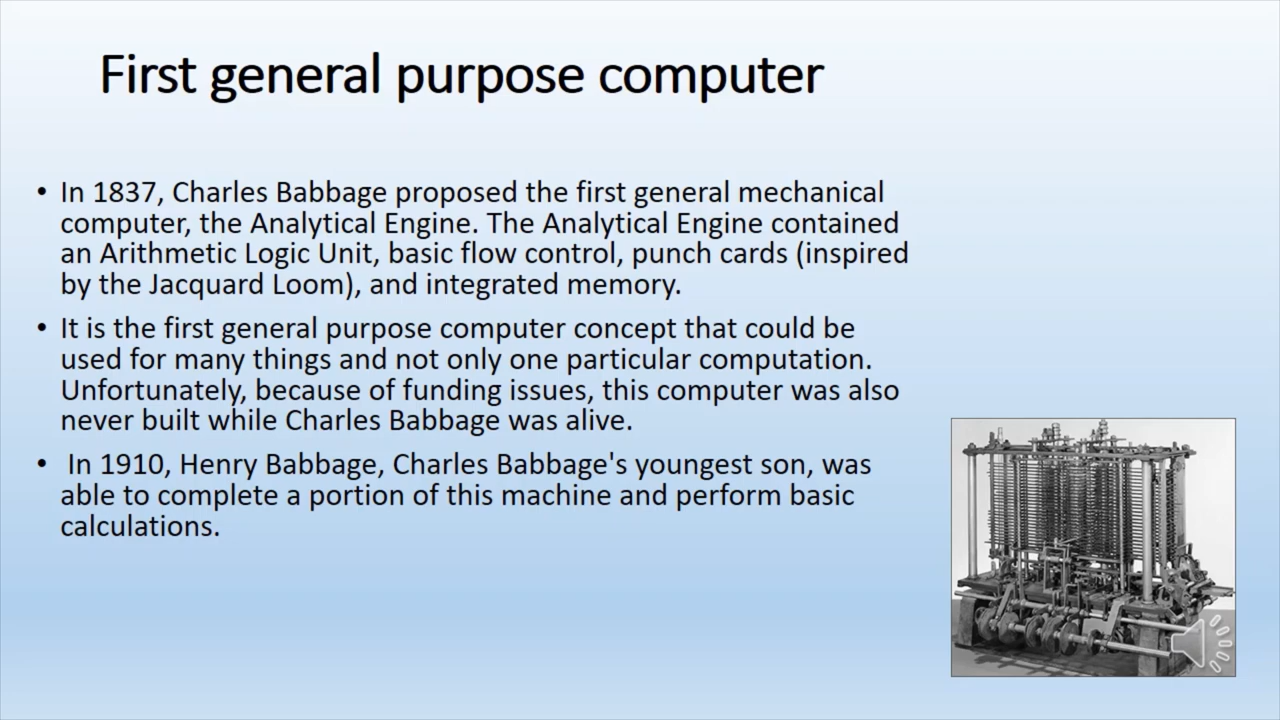 First general purpose computer
• In 1837, Charles Babbage proposed the first general mechanical
computer, the Analytical Engine. The Analytical Engine contained
an Arithmetic Logic Unit, basic flow control, punch cards (inspired
by the Jacquard Loom), and integrated memory.
• It is the first general purpose computer concept that could be
used for many things and not only one particular computation.
Unfortunately, because of funding issues, this computer was also
never built while Charles Babbage was alive.
• In 1910, Henry Babbage, Charles Babbage's youngest son, was
able to complete a portion of this machine and perform basic
calculations.